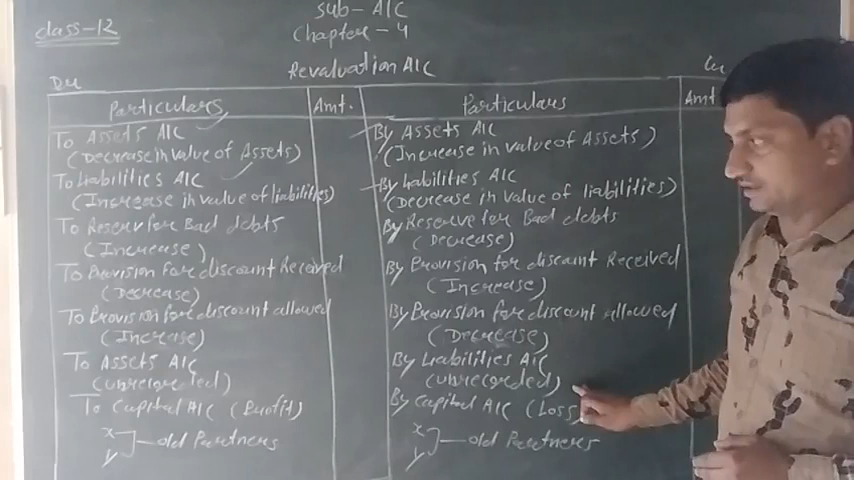 sub-A|C
class-12
Chapter-4
Revaluation A|C
Dr
Cr
Particulars
Amt.
Particulars
Amt
To Assets A|C
(Decrease in value of Assets)
To Liabilities A|C
(Increase in value of liabilities)
To Reserve for Bad debts
(Increase)
To Provision for discount Received
(Decrease)
To Provision for discount allowed
(Increase)
To Assets A|C
(unrecorded)
To Capital A|C (Profit)
x
y
old Partners
By Assets A|C
(Increase in value of Assets)
By Liabilities A|C
(Decrease in value of liabilities)
By Reserve for Bad debts
(Decrease)
By Provision for discount Received
(Increase)
By Provision for discount allowed
(Decrease)
By Liabilities A|C
(unrecorded)
By Capital A|C (Loss)
x
y
old Partners